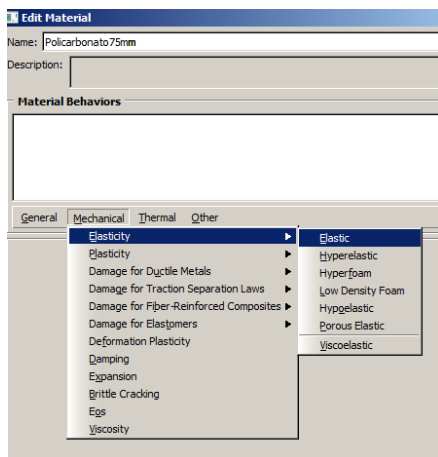 Edit Material
Name: Policarbonato75mm
Description:
Material Behaviors
General Mechanical Thermal Other
Elasticity
Plasticity
Damage for Ductile Metals
Damage for Traction Separation Laws
Damage for Fiber-Reinforced Composites
Damage for Elastomers
Deformation Plasticity
Damping
Expansion
Brittle Cracking
Eos
Viscosity
Elastic
Hyperelastic
Hyperfoam
Low Density Foam
Hypoelastic
Porous Elastic
Viscoelastic